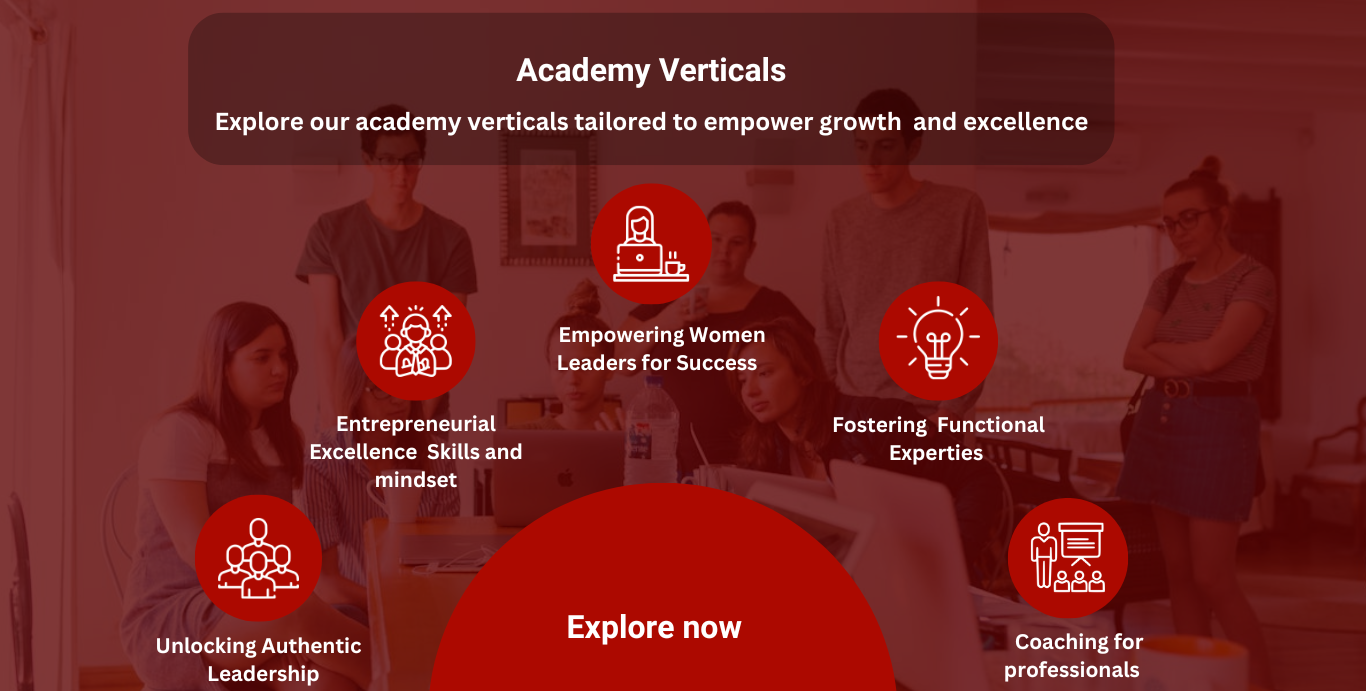 Academy Verticals
Explore our academy verticals tailored to empower growth  and excellence
Empowering Women
Leaders for Success
Entrepreneurial
Excellence  Skills and
mindset
Fostering  Functional
Experties
Unlocking Authentic
Leadership
Explore now
Coaching for
professionals